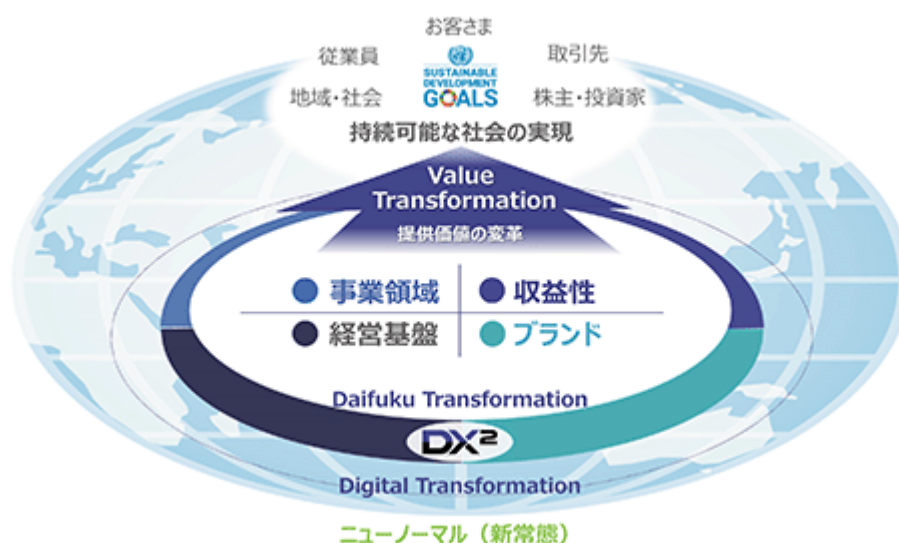 お客さま
従業員
取引先
SUSTAINABLE
DEVELOPMENT
GOALS
地域・社会
株主・投資家
持続可能な社会の実現
Value
Transformation
提供価値の変革
事業領域
収益性
経営基盤
ブランド
Daifuku Transformation
DX²
Digital Transformation
ニューノーマル（新常態）